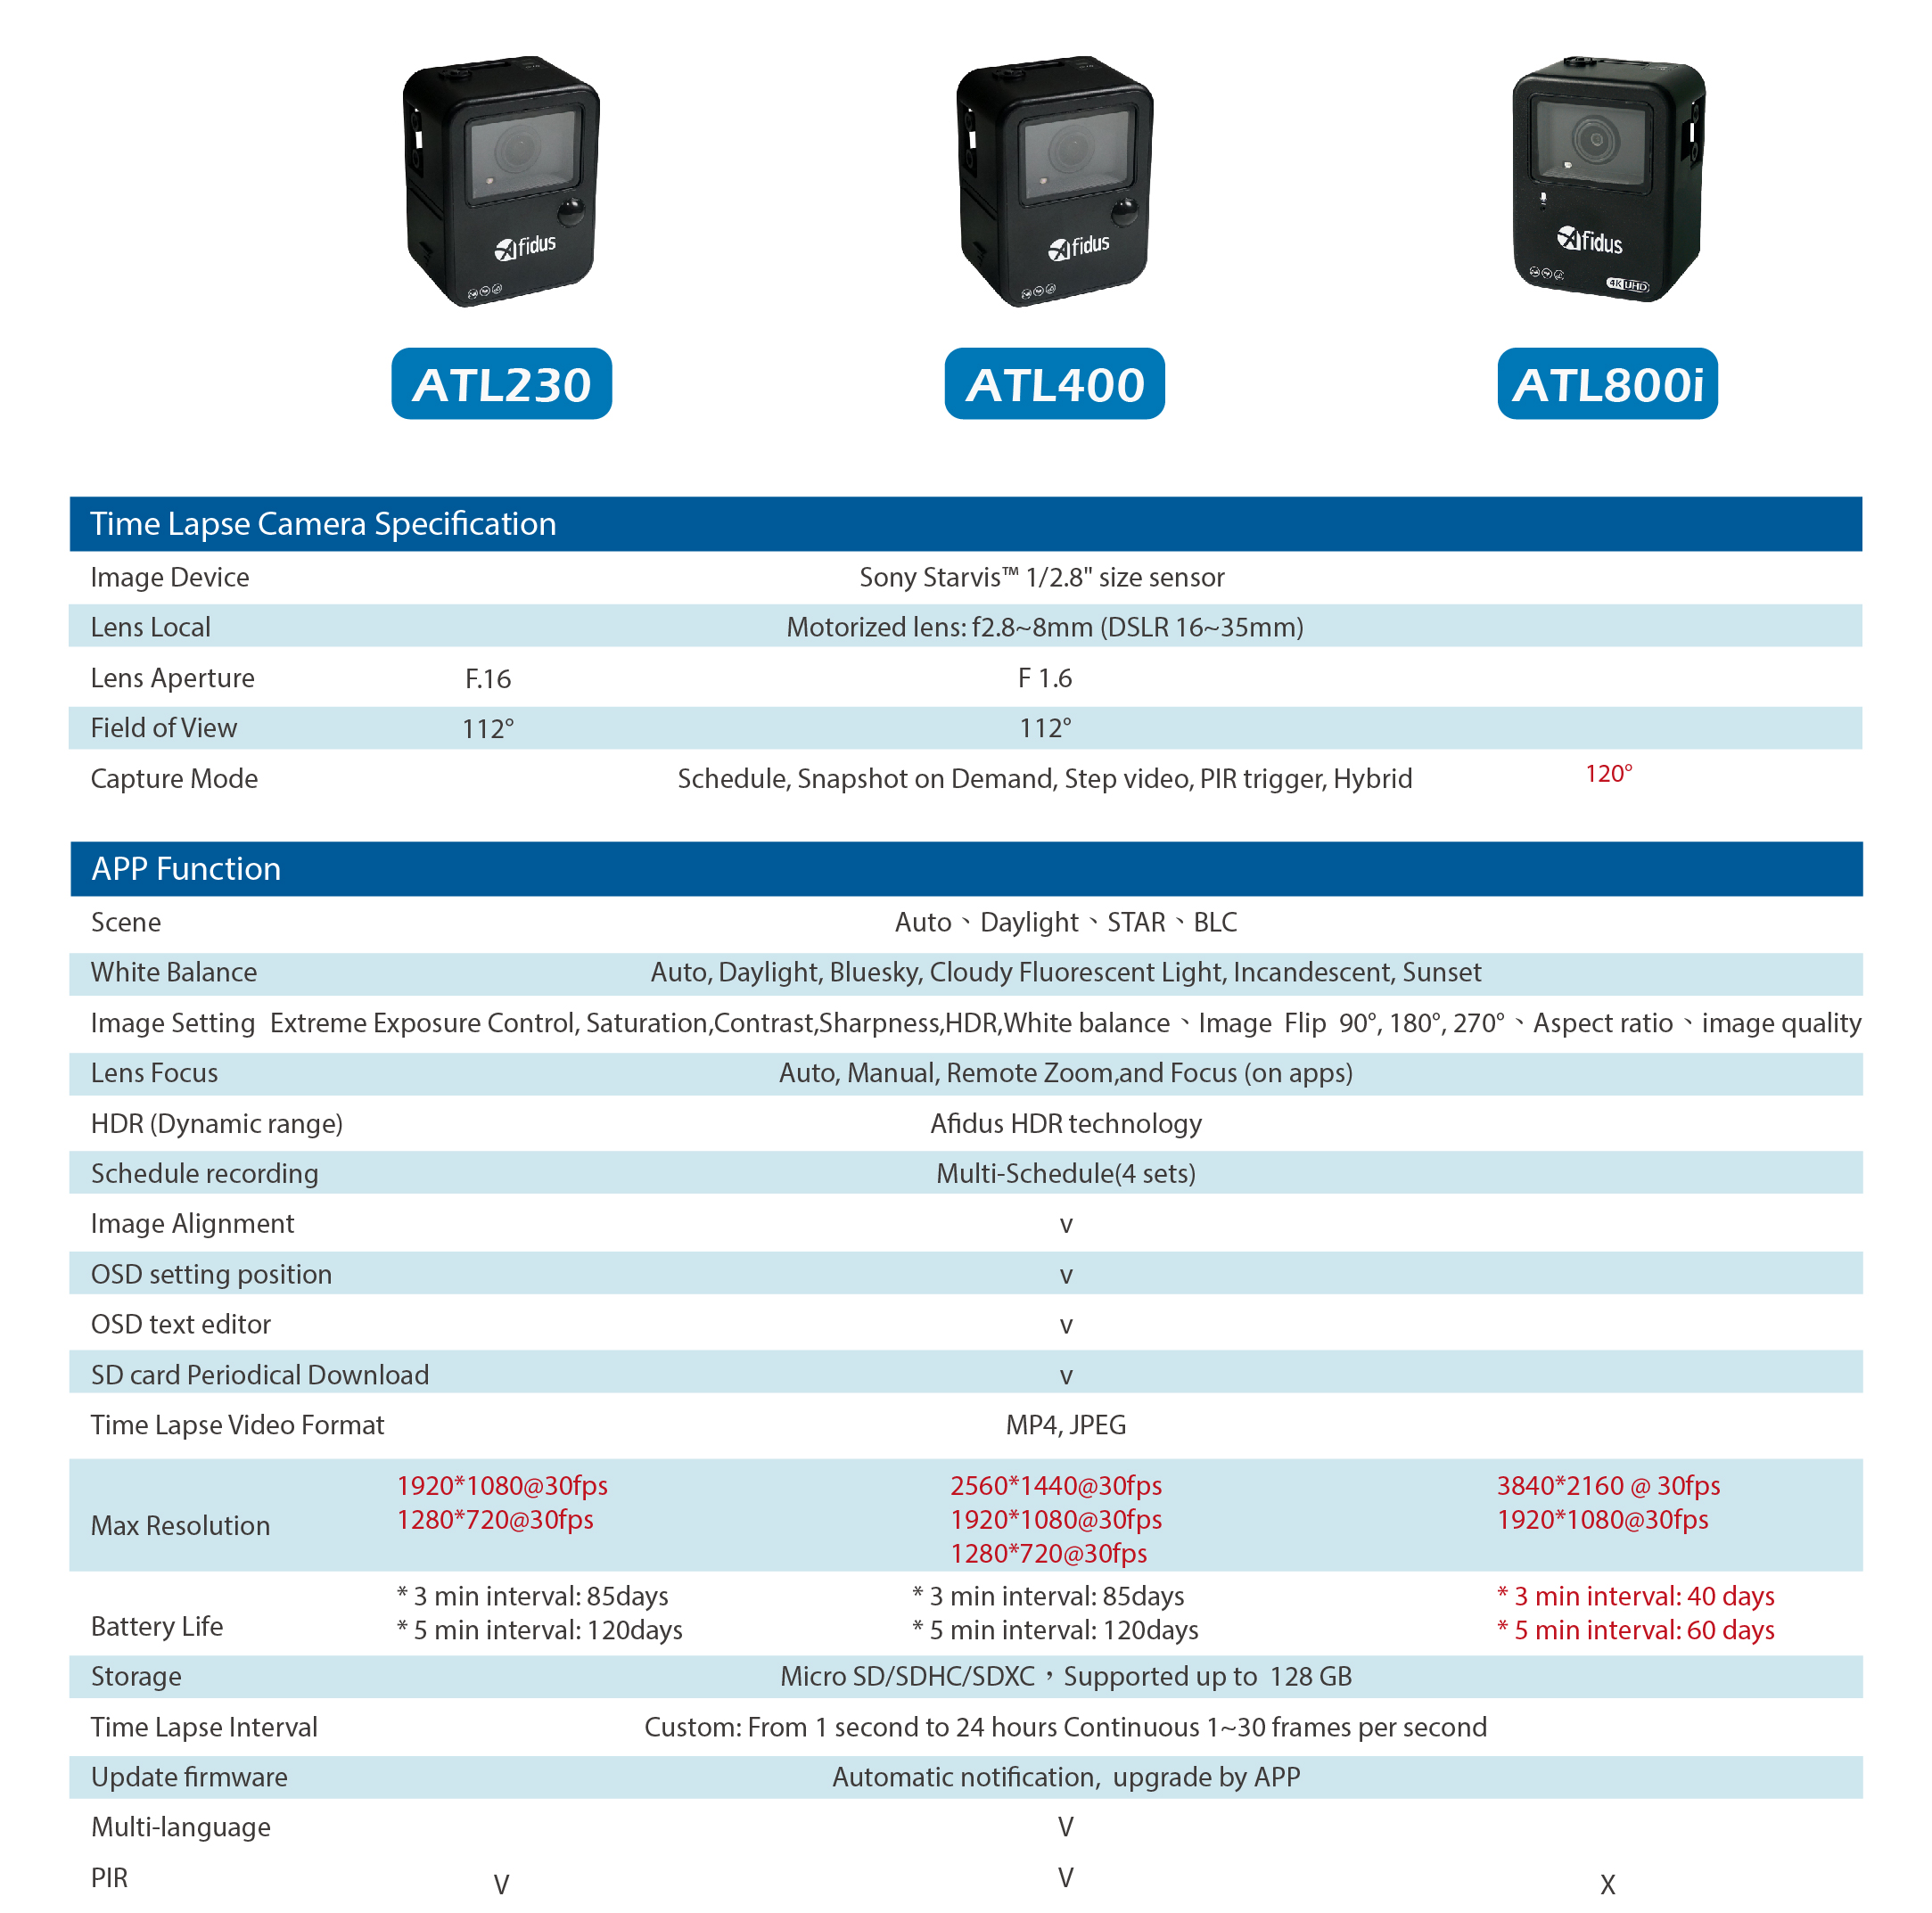 Afidus
Afidus
Afidus
4K UHD
ATL230
ATL400
ATL800i
Time Lapse Camera Specification
Image Device Sony Starvis™ 1/2.8" size sensor
Lens Local Motorized lens: f2.8~8mm (DSLR 16~35mm)
Lens Aperture F.16 F 1.6
Field of View 112° 112°
Capture Mode Schedule, Snapshot on Demand, Step video, PIR trigger, Hybrid 120°
APP Function
Scene Auto、Daylight、STAR、BLC
White Balance Auto, Daylight, Bluesky, Cloudy Fluorescent Light, Incandescent, Sunset
Image Setting Extreme Exposure Control, Saturation,Contrast,Sharpness,HDR,White balance、Image Flip 90°, 180°, 270°、Aspect ratio、image quality
Lens Focus Auto, Manual, Remote Zoom,and Focus (on apps)
HDR (Dynamic range) Afidus HDR technology
Schedule recording Multi-Schedule(4 sets)
Image Alignment v
OSD setting position v
OSD text editor v
SD card Periodical Download v
Time Lapse Video Format MP4, JPEG
Max Resolution
1920*1080@30fps
1280*720@30fps
2560*1440@30fps
1920*1080@30fps
1280*720@30fps
3840*2160 @ 30fps
1920*1080@30fps
Battery Life
* 3 min interval: 85days
* 5 min interval: 120days
* 3 min interval: 85days
* 5 min interval: 120days
* 3 min interval: 40 days
* 5 min interval: 60 days
Storage Micro SD/SDHC/SDXC，Supported up to 128 GB
Time Lapse Interval Custom: From 1 second to 24 hours Continuous 1~30 frames per second
Update firmware Automatic notification, upgrade by APP
Multi-language V
PIR V V X